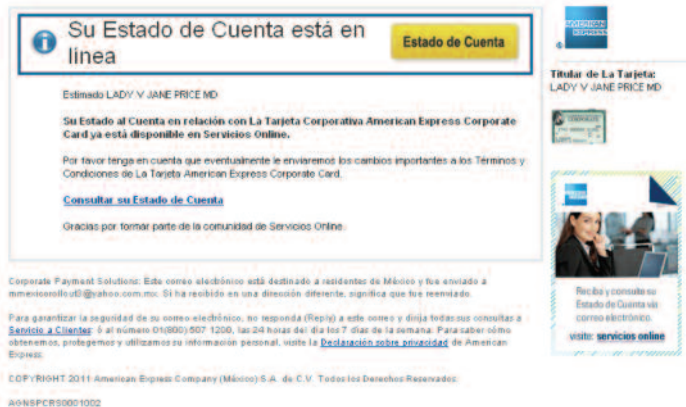 Su Estado de Cuenta está en
línea
Estado de Cuenta
AMERICAN
EXPRESS
Titular de La Tarjeta:
LADY V JANE PRICE MD
Estimado LADY V JANE PRICE MD
Su Estado al Cuenta en relación con La Tarjeta Corporativa American Express Corporate
Card ya está disponible en Servicios Online.
Por favor tenga en cuenta que eventualmente le enviaremos los cambios importantes a los Términos y
Condiciones de La Tarjeta American Express Corporate Card.
Consultar su Estado de Cuenta
Gracias por formar parte de la comunidad de Servicios Online.
Reciba y consulte su
Estado de Cuenta vía
correo electrónico.
visite: servicios online
Corporate Payment Solutions: Este correo electrónico está destinado a residentes de México y fue enviado a
mmexicorollout3@yahoo.com.mx. Si ha recibido en una dirección diferente, significa que fue reenviado.
Para garantizar la seguridad de su correo electrónico, no responda (Reply) a este correo y dirija todas sus consultas a
Servicio a Clientes: ó al número 01(800) 507 1200, las 24 horas del día los 7 días de la semana. Para saber cómo
obtenemos, protegemos y utilizamos su información personal, visite la Declaración sobre privacidad de American
Express.
COPYRIGHT 2011 American Express Company (México) S.A. de C.V. Todos los Derechos Reservados.
AGNSPCRS0001002